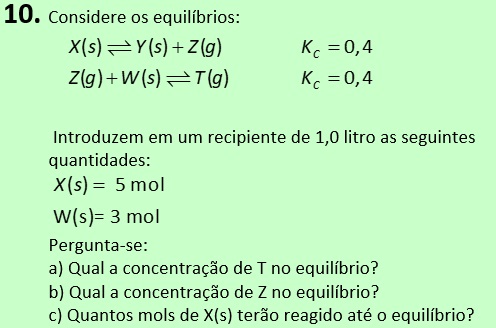 10. Considere os equilíbrios:
X(s) ⇌ Y(s) + Z(g) K_C = 0,4
Z(g) + W(s) ⇌ T(g) K_C = 0,4
Introduzem em um recipiente de 1,0 litro as seguintes
quantidades:
X(s) = 5 mol
W(s)= 3 mol
Pergunta-se:
a) Qual a concentração de T no equilíbrio?
b) Qual a concentração de Z no equilíbrio?
c) Quantos mols de X(s) terão reagido até o equilíbrio?